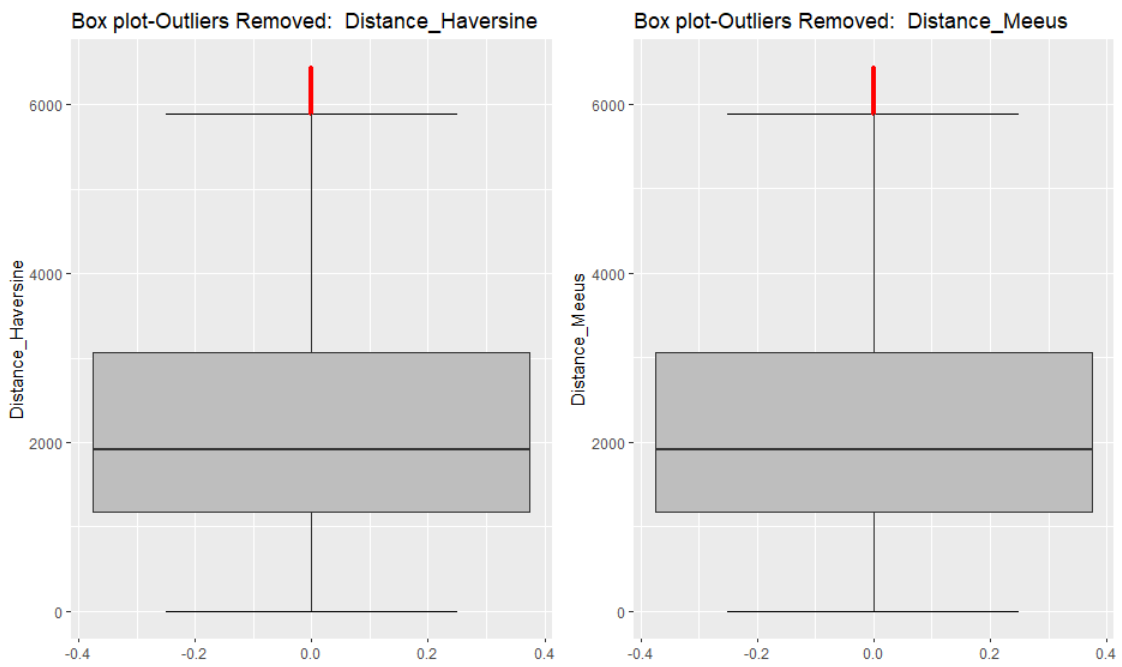 Box plot-Outliers Removed:  Distance_Haversine
Distance_Haversine
6000
4000
2000
0
-0.4 -0.2 0.0 0.2 0.4
Box plot-Outliers Removed:  Distance_Meeus
Distance_Meeus
6000
4000
2000
0
-0.4 -0.2 0.0 0.2 0.4